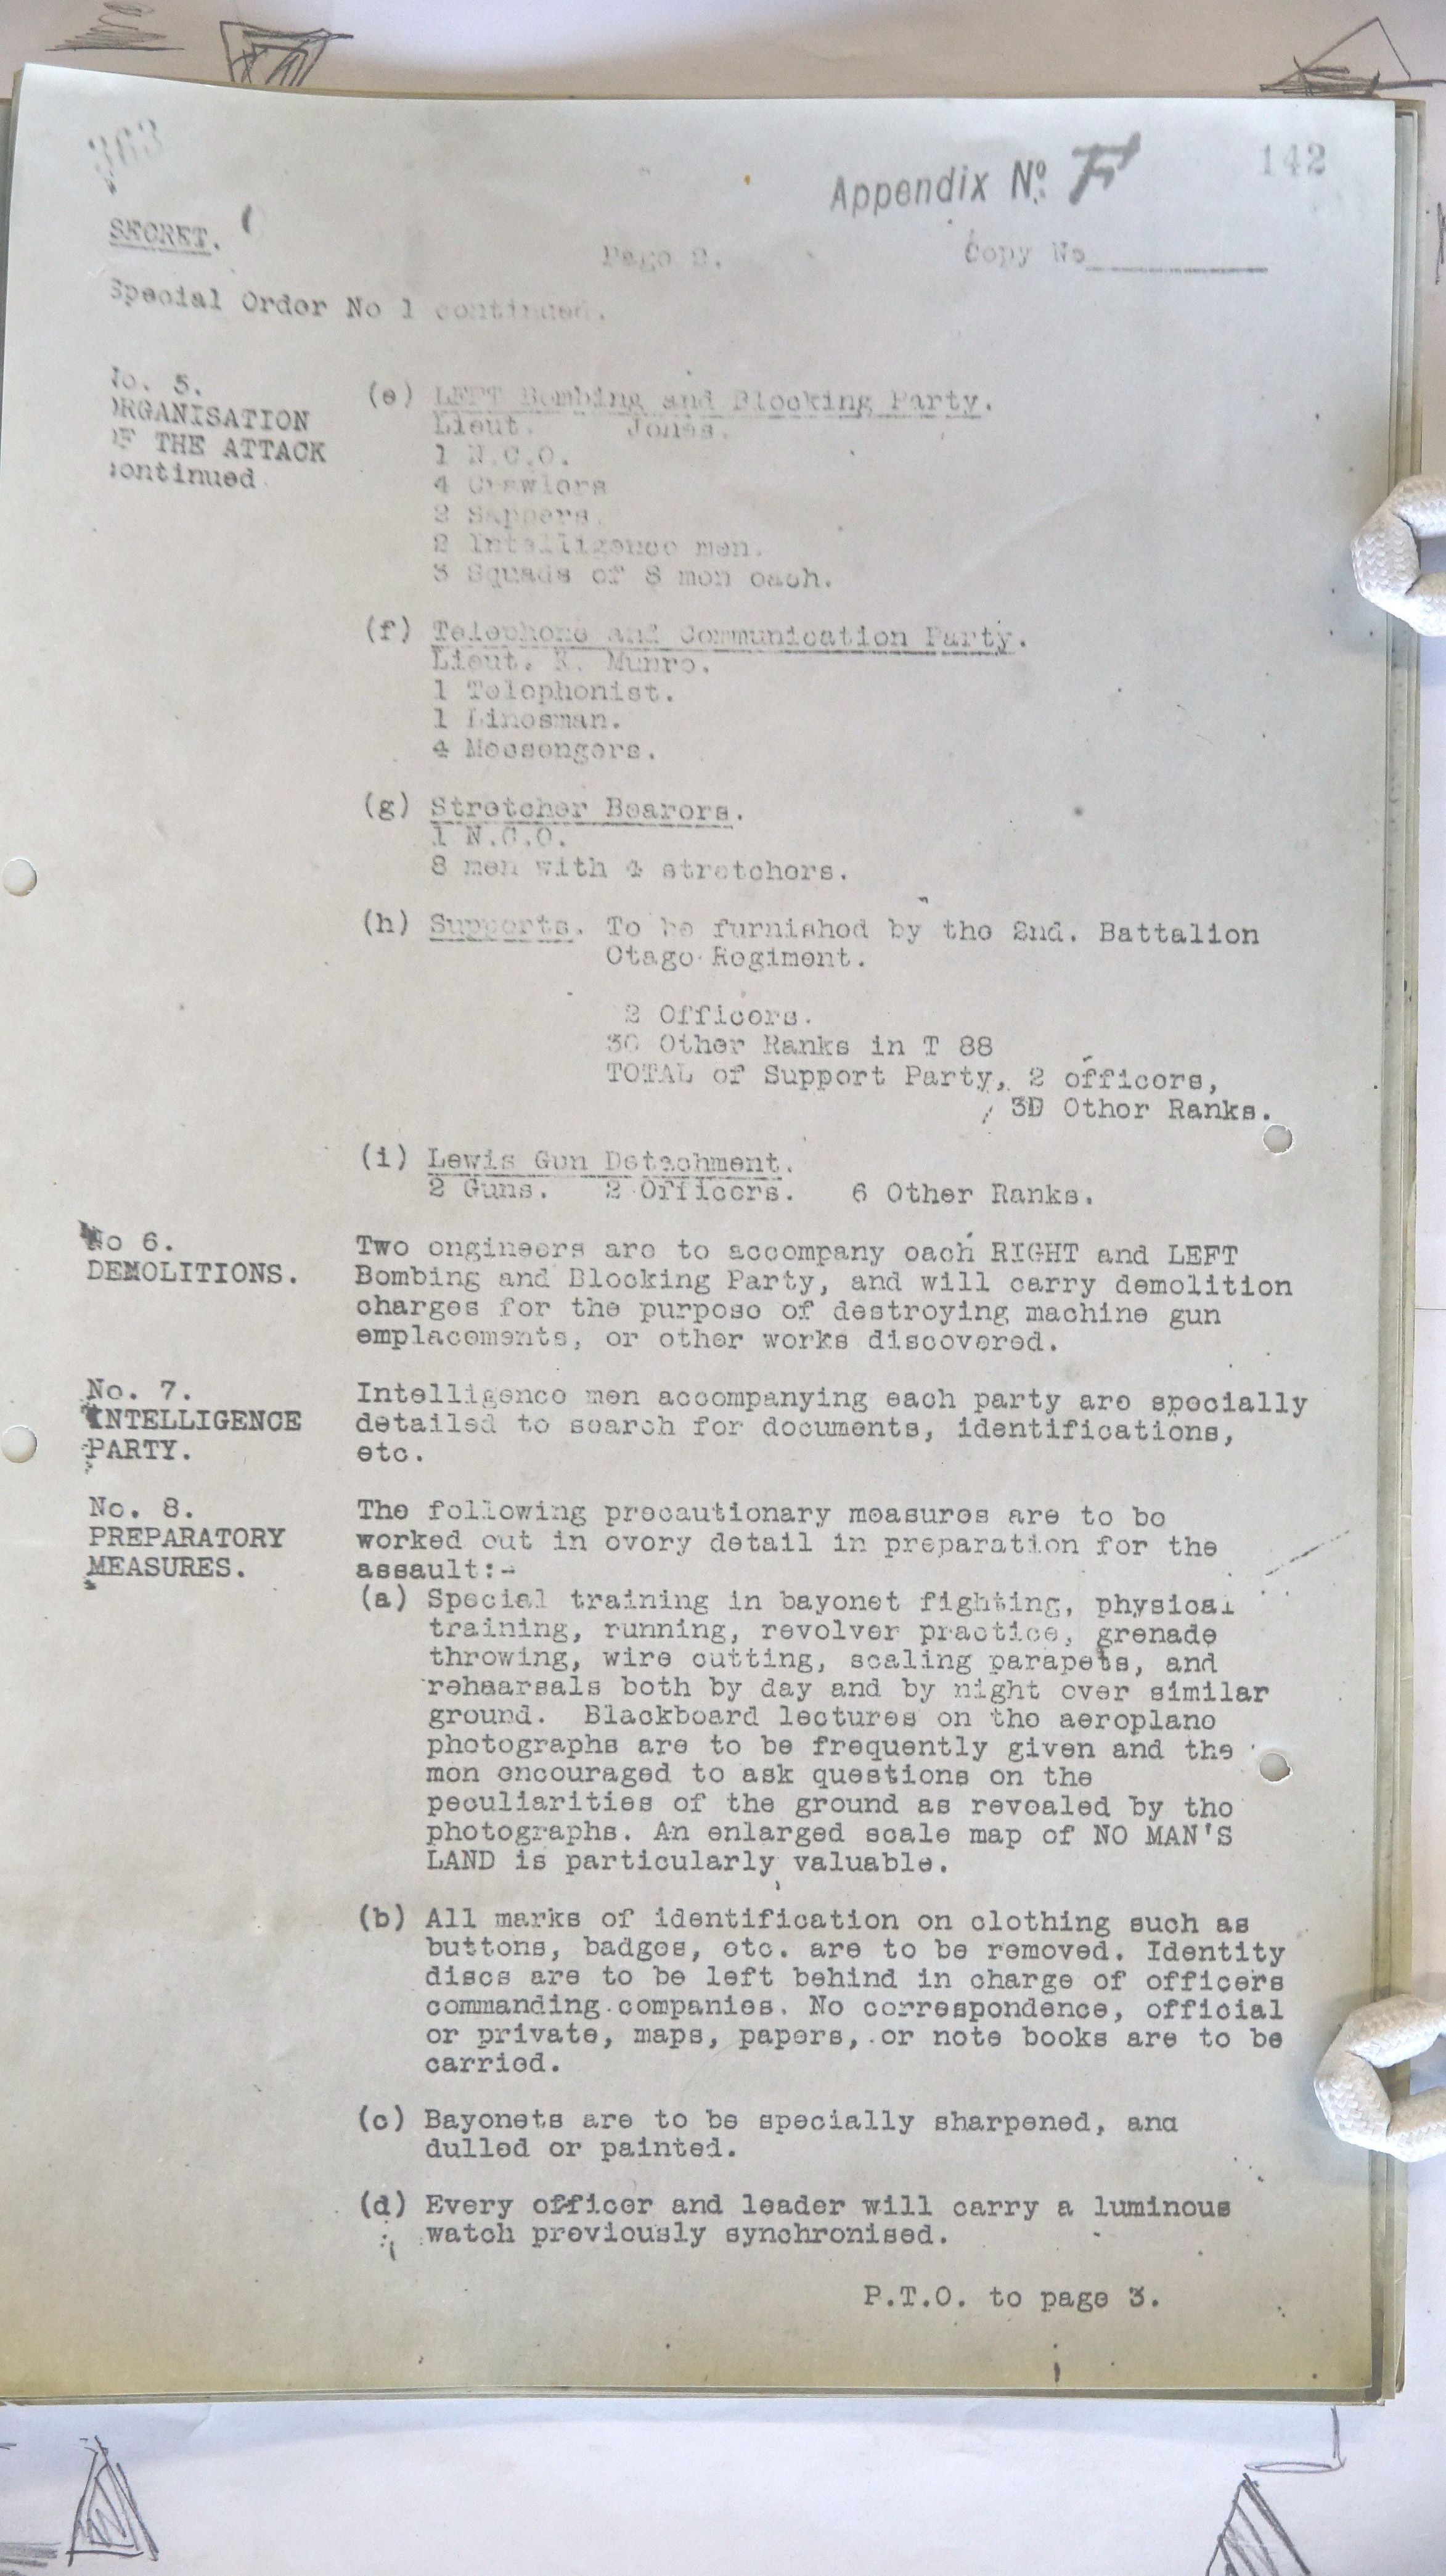 363
142
Appendix No. F
SECRET.
Page 2.
Copy No
Special Order No 1 continued.
No. 5.
ORGANISATION
OF THE ATTACK
continued
(e) LEFT Bombing and Blocking Party.
Lieut. Jones.
1 N.C.O.
4 Crawlers
2 Sappers.
2 Intelligence men.
3 Squads of 8 men each.
(f) Telephone and Communication Party.
Lieut. K. Munro.
1 Telephonist.
1 Linesman.
4 Messengers.
(g) Stretcher Bearers.
1 N.C.O.
8 men with 4 stretchers.
(h) Supports. To be furnished by the 2nd. Battalion
Otago Regiment.
2 Officers.
30 Other Ranks in T 88
TOTAL of Support Party, 2 officers,
30 Other Ranks.
(i) Lewis Gun Detachment.
2 Guns. 2 Officers. 6 Other Ranks.
No 6.
DEMOLITIONS.
Two engineers are to accompany each RIGHT and LEFT
Bombing and Blocking Party, and will carry demolition
charges for the purpose of destroying machine gun
emplacements, or other works discovered.
No. 7.
INTELLIGENCE
PARTY.
Intelligence men accompanying each party are specially
detailed to search for documents, identifications,
etc.
No. 8.
PREPARATORY
MEASURES.
The following precautionary measures are to be
worked out in every detail in preparation for the
assault:-
(a) Special training in bayonet fighting, physical
training, running, revolver practice, grenade
throwing, wire cutting, scaling parapets, and
rehaarsals both by day and by night over similar
ground. Blackboard lectures on the aeroplane
photographs are to be frequently given and the
men encouraged to ask questions on the
peculiarities of the ground as revealed by the
photographs. An enlarged scale map of NO MAN'S
LAND is particularly valuable.
(b) All marks of identification on clothing such as
buttons, badges, etc. are to be removed. Identity
discs are to be left behind in charge of officers
commanding companies. No correspondence, official
or private, maps, papers, or note books are to be
carried.
(c) Bayonets are to be specially sharpened, and
dulled or painted.
(d) Every officer and leader will carry a luminous
watch previously synchronised.
P.T.O. to page 3.